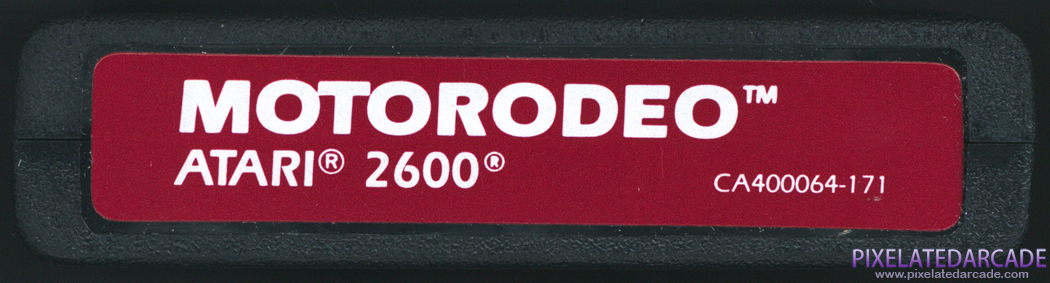 MOTORODEO™
ATARI® 2600®
CA400064-171
PIXELATEDARCADE
www.pixelatedarcade.com